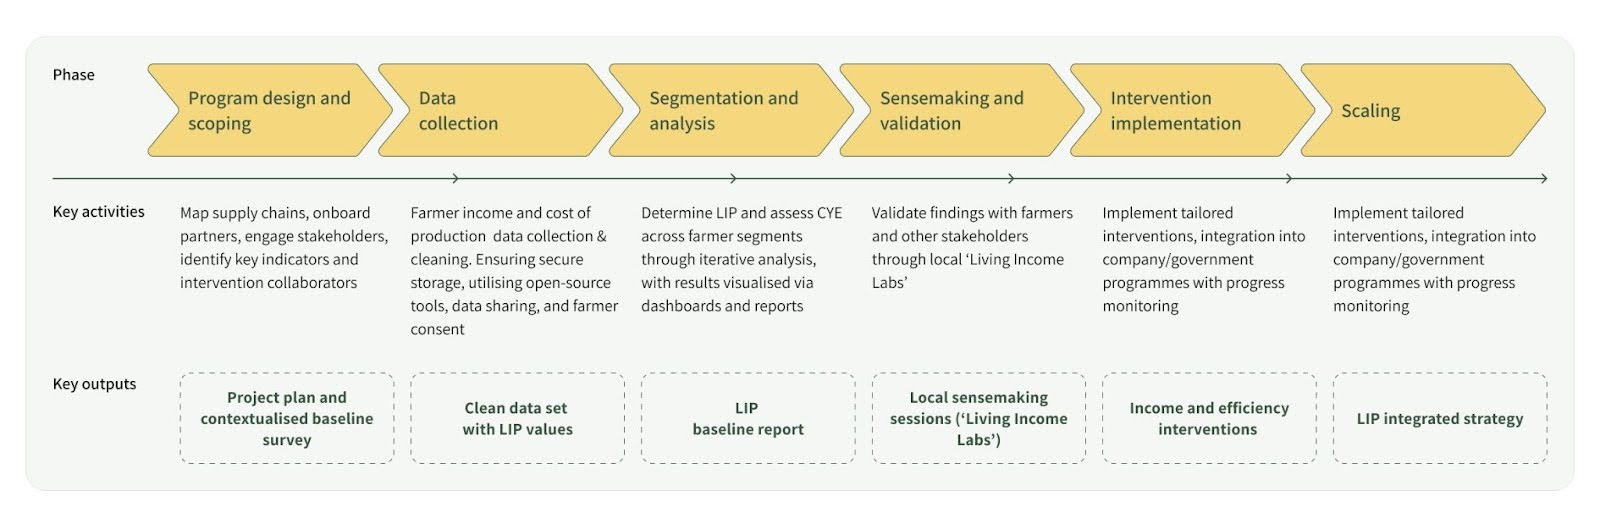 Phase
Program design and
scoping
Data
collection
Segmentation and
analysis
Sensemaking and
validation
Intervention
implementation
Scaling
Key activities
Map supply chains, onboard
partners, engage stakeholders,
identify key indicators and
intervention collaborators
Farmer income and cost of
production  data collection &
cleaning. Ensuring secure
storage, utilising open-source
tools, data sharing, and farmer
consent
Determine LIP and assess CYE
across farmer segments
through iterative analysis,
with results visualised via
dashboards and reports
Validate findings with farmers
and other stakeholders
through local ‘Living Income
Labs’
Implement tailored
interventions, integration into
company/government
programmes with progress
monitoring
Implement tailored
interventions, integration into
company/government
programmes with progress
monitoring
Key outputs
Project plan and
contextualised baseline
survey
Clean data set
with LIP values
LIP
baseline report
Local sensemaking
sessions (‘Living Income
Labs’)
Income and efficiency
interventions
LIP integrated strategy